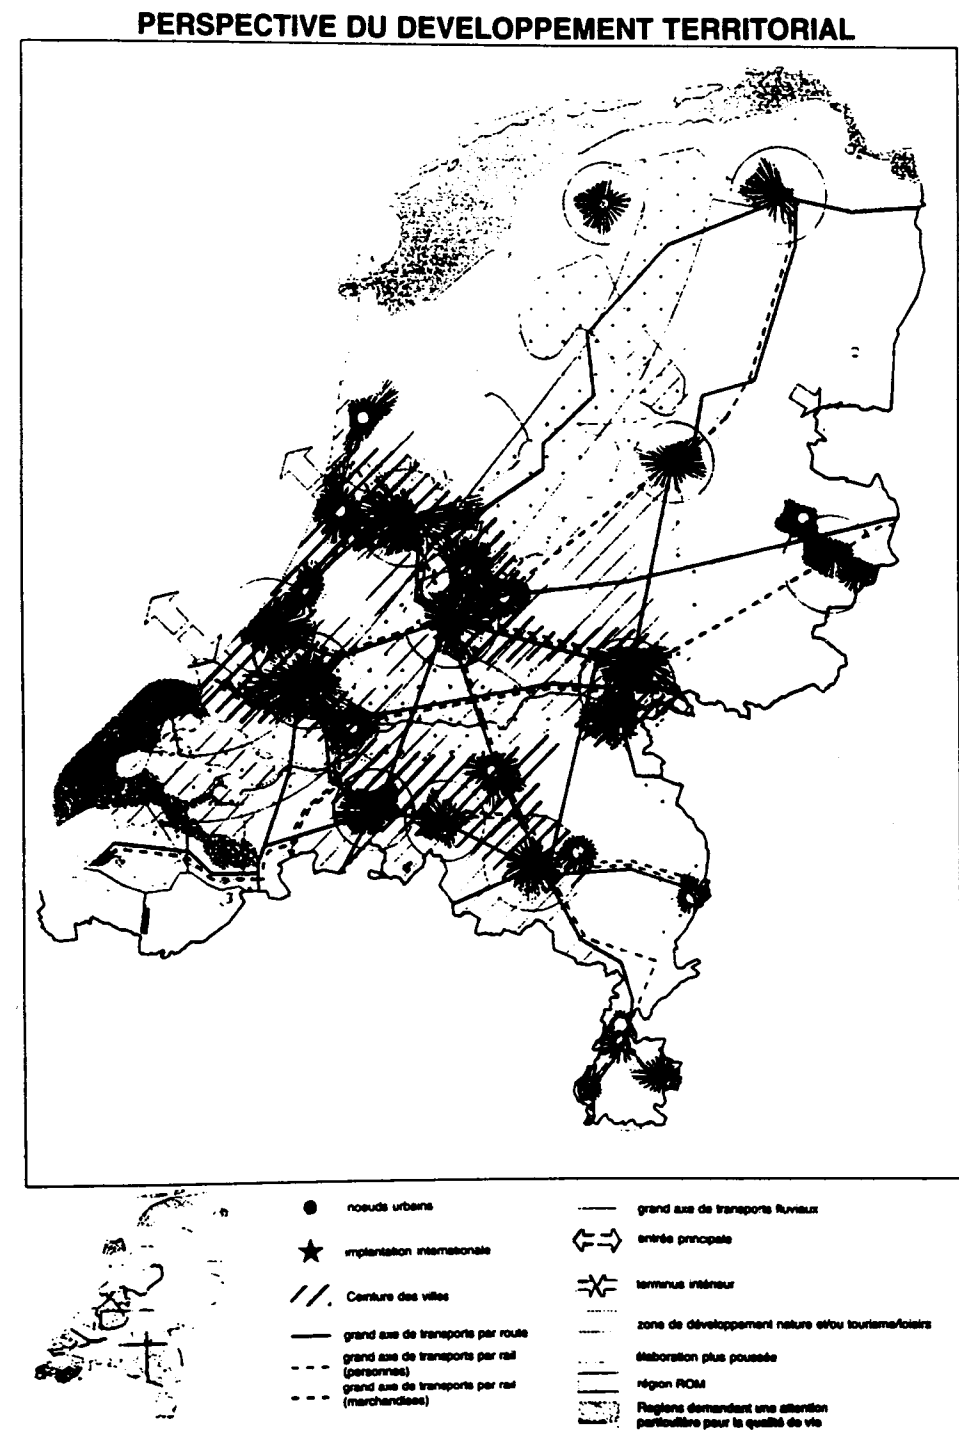 PERSPECTIVE DU DEVELOPPEMENT TERRITORIAL
3
noeuds urbains
implantation internationale
Ceinture des villes
grand axe de transports par route
grand axe de transports par rail
(personnes)
grand axe de transports par rail
(marchandises)
grand axe de transports fluviaux
entrée principale
terminus intérieur
zone de développement nature et/ou tourisme/loisirs
élaboration plus poussée
région ROM
Regions demandant une attention
particulière pour la qualité de vie